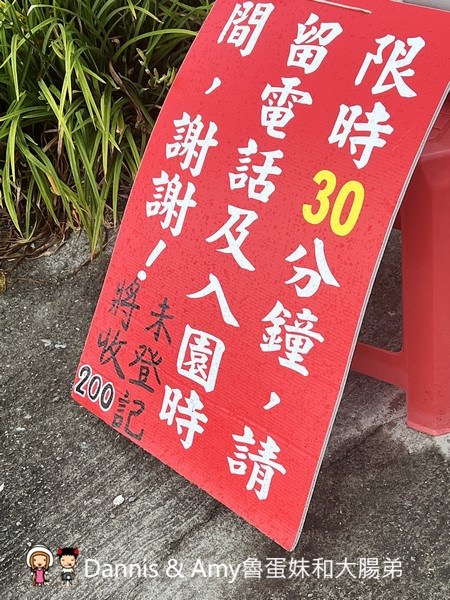 限時30分鐘，請
留電話及入園時
間，謝謝！
未登記
將收
200
Dannis & Amy魯蛋妹和大腸弟